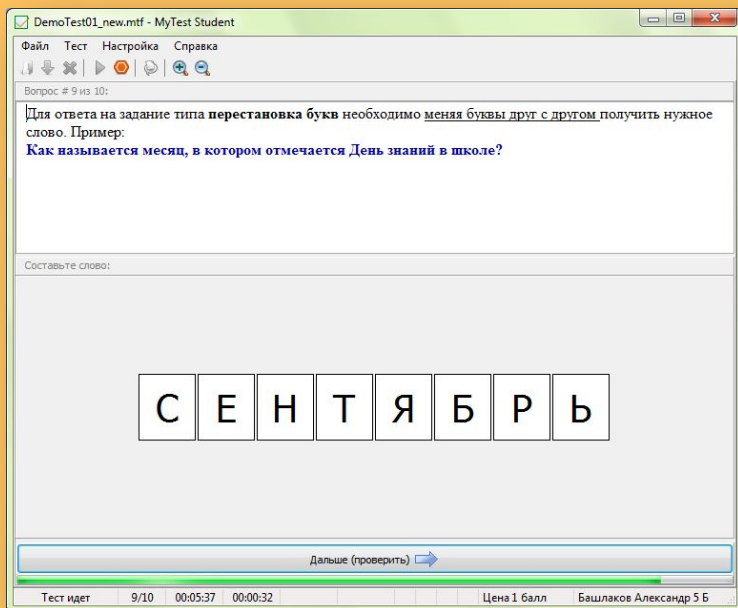 DemoTest01_new.mtf - MyTest Student
Файл Тест Настройка Справка
Вопрос # 9 из 10:
Для ответа на задание типа перестановка букв необходимо меняя буквы друг с другом получить нужное
слово. Пример:
Как называется месяц, в котором отмечается День знаний в школе?
Составьте слово:
С Е Н Т Я Б Р Ь
Дальше (проверить)
Тест идет 9/10 00:05:37 00:00:32 Цена 1 балл Башлаков Александр 5 Б